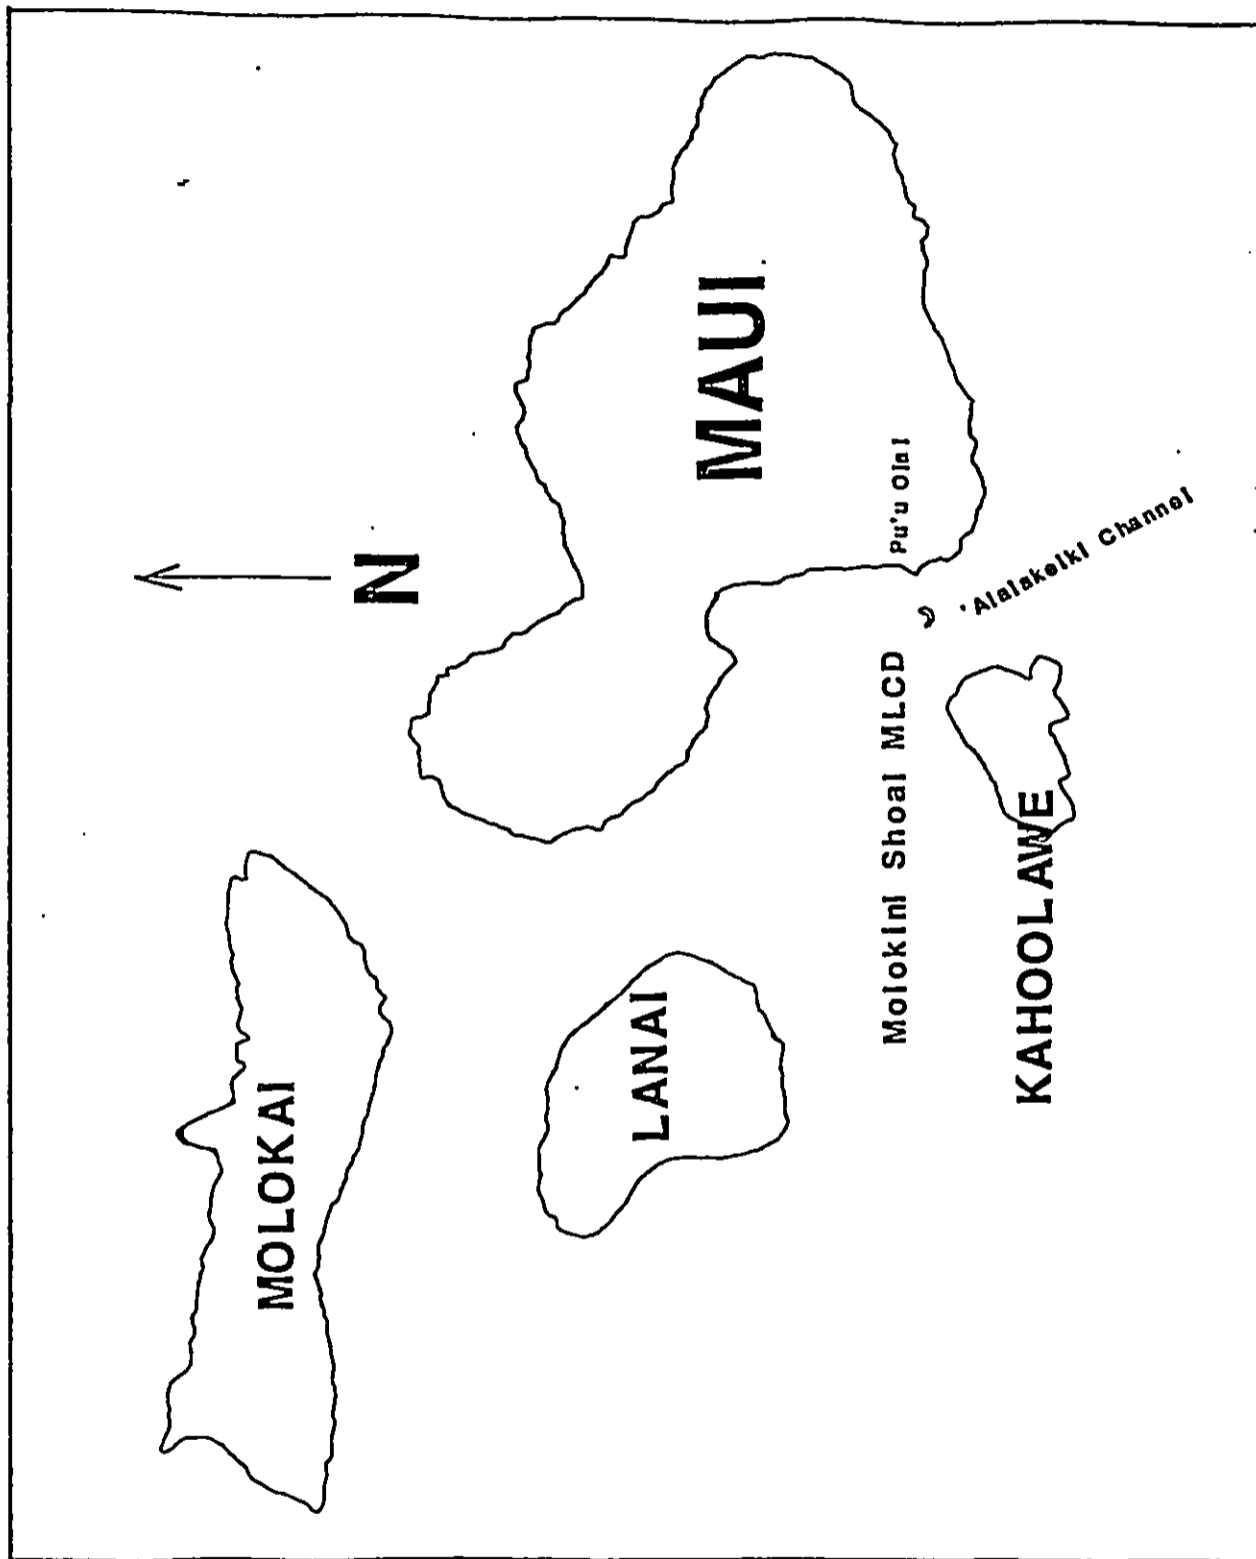 N
MOLOKAI
MAUI
LANAI
Pu'u Olai
Molokini Shoal MLCD
'Alalakeiki Channel
KAHOOLAWE